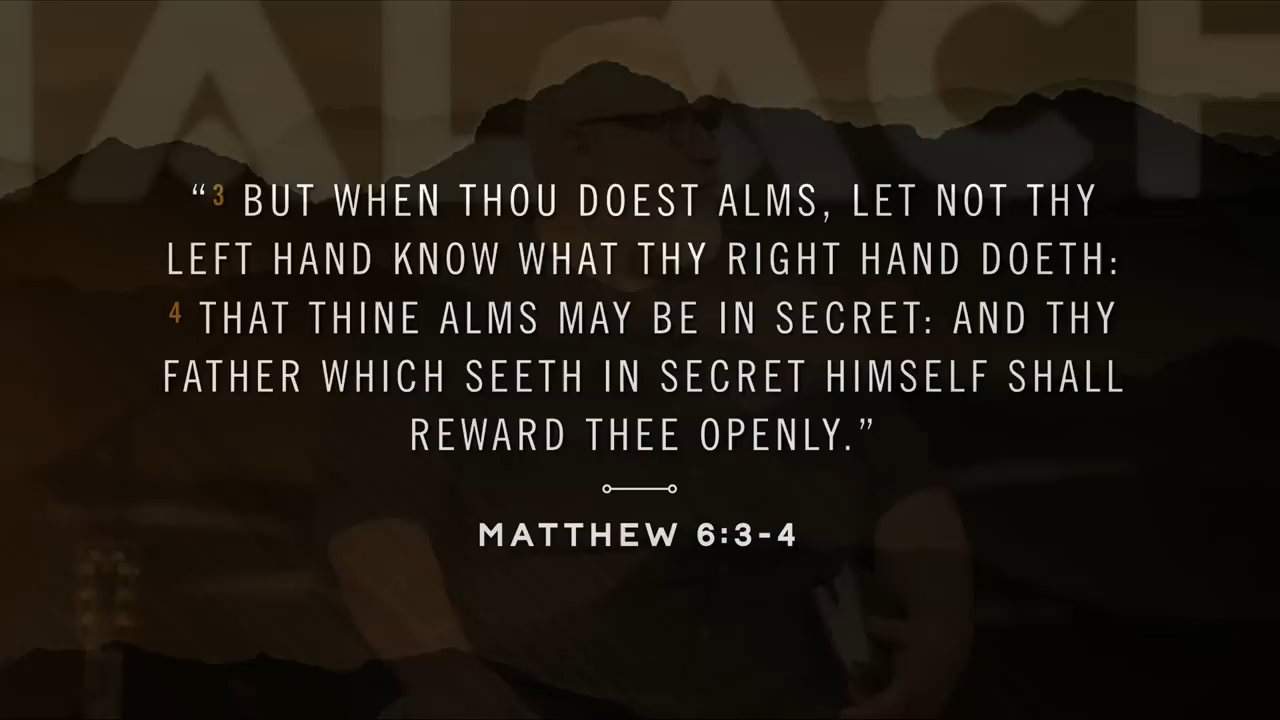 ALACH
“3 BUT WHEN THOU DOEST ALMS, LET NOT THY
LEFT HAND KNOW WHAT THY RIGHT HAND DOETH:
4 THAT THINE ALMS MAY BE IN SECRET: AND THY
FATHER WHICH SEETH IN SECRET HIMSELF SHALL
REWARD THEE OPENLY.”
MATTHEW 6:3-4